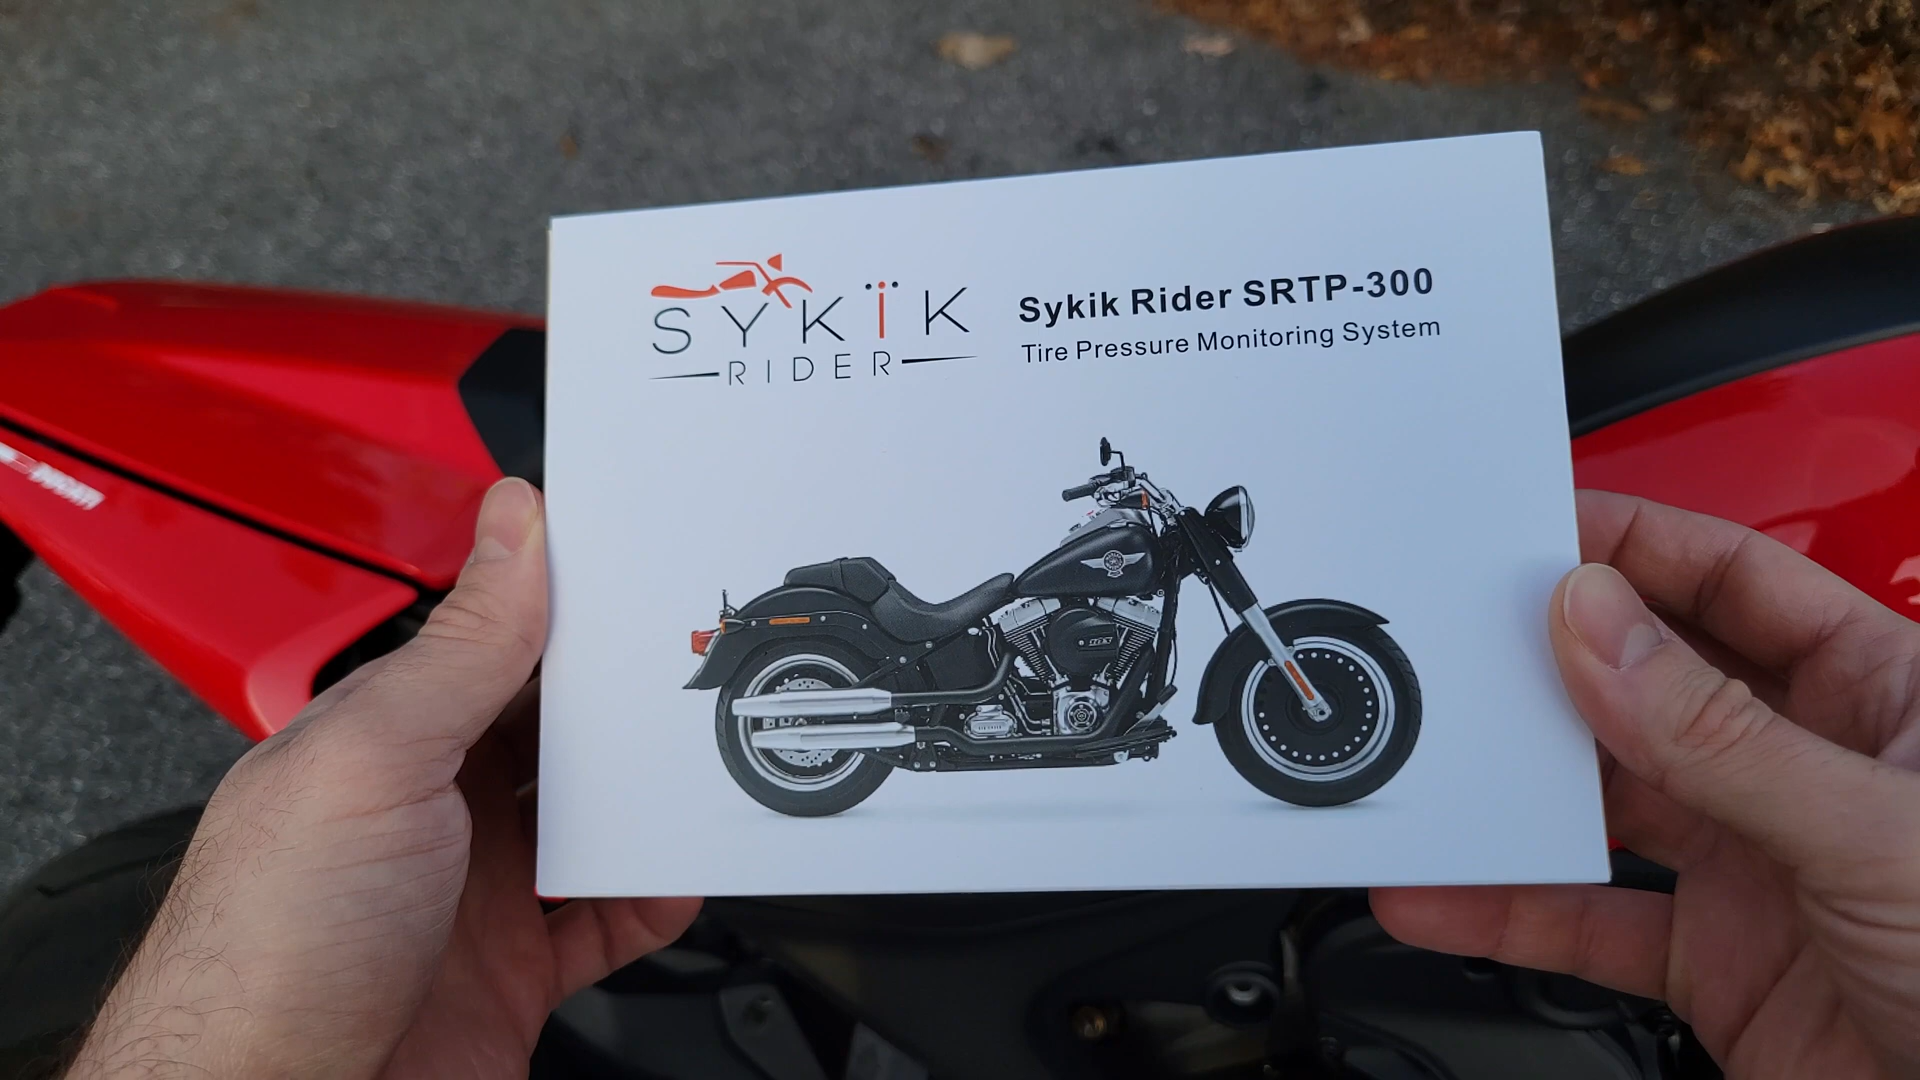 SYKÏK
RIDER
Sykik Rider SRTP-300
Tire Pressure Monitoring System